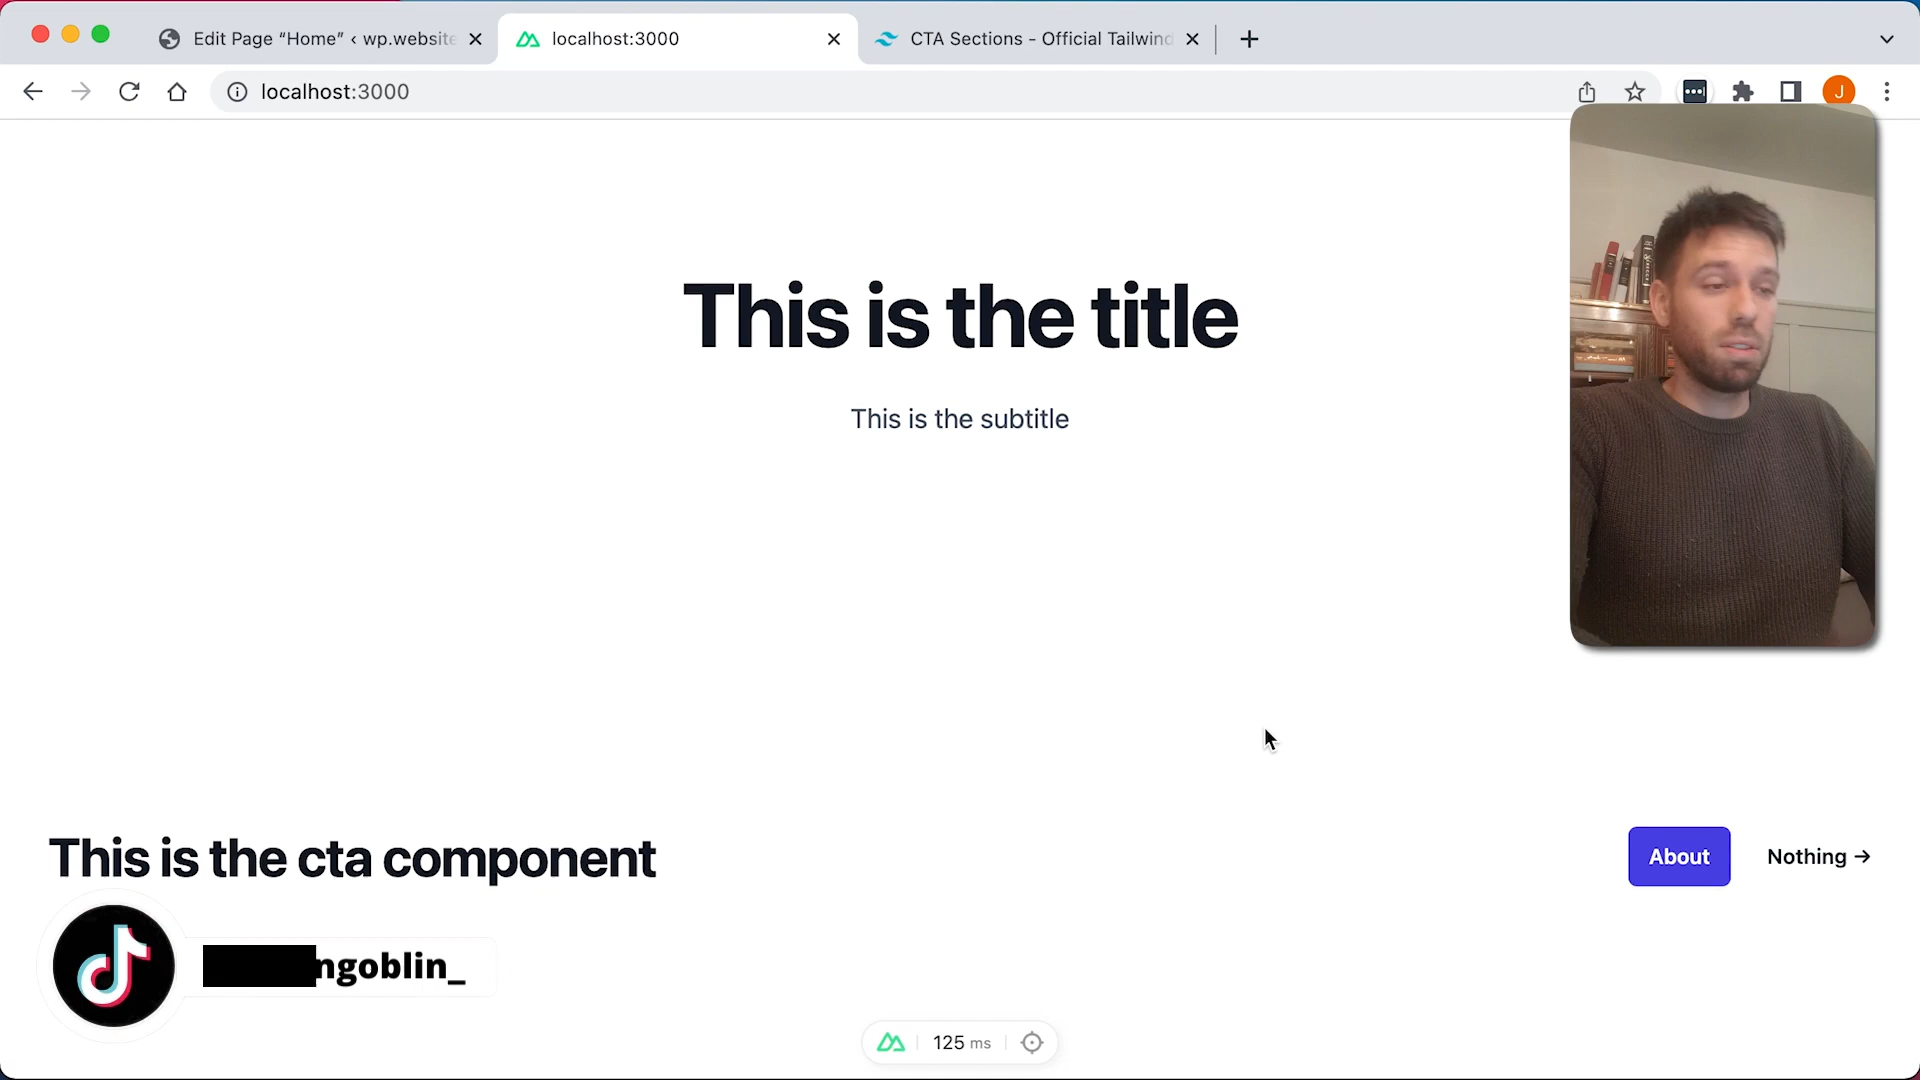 Edit Page “Home” ‹ wp.website
localhost:3000
CTA Sections - Official Tailwind
localhost:3000
J
This is the title
This is the subtitle
This is the cta component
About
Nothing →
ngoblin_
125 ms